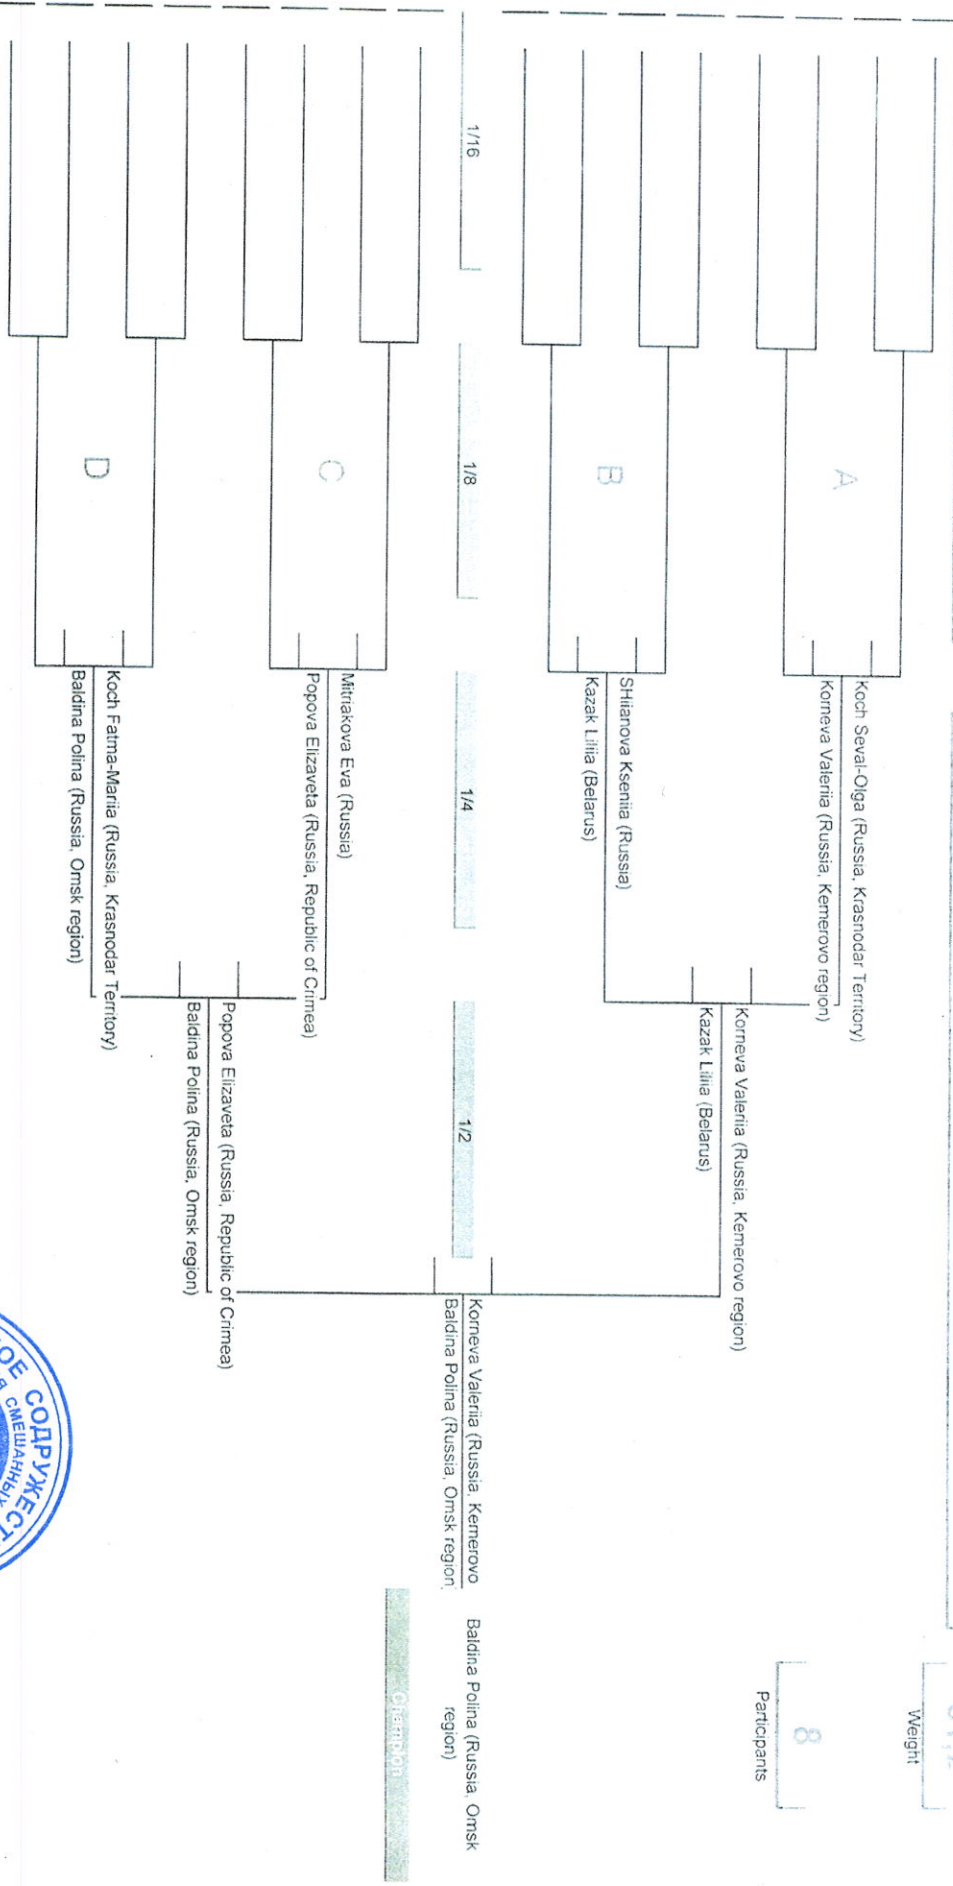 Weight
8
Participants
1/16
1/8
1/4
1/2
A
Koch Seval-Olga (Russia, Krasnodar Territory)
Korneva Valeriia (Russia, Kemerovo region)
Korneva Valeriia (Russia, Kemerovo region)
Kazak Liliia (Belarus)
B
SHiianova Kseniia (Russia)
Kazak Liliia (Belarus)
Korneva Valeriia (Russia, Kemerovo
Baldina Polina (Russia, Omsk region)
Baldina Polina (Russia, Omsk
region)
Champion
C
Mitriakova Eva (Russia)
Popova Elizaveta (Russia, Republic of Crimea)
Popova Elizaveta (Russia, Republic of Crimea)
Baldina Polina (Russia, Omsk region)
D
Koch Fatma-Mariia (Russia, Krasnodar Territory)
Baldina Polina (Russia, Omsk region)